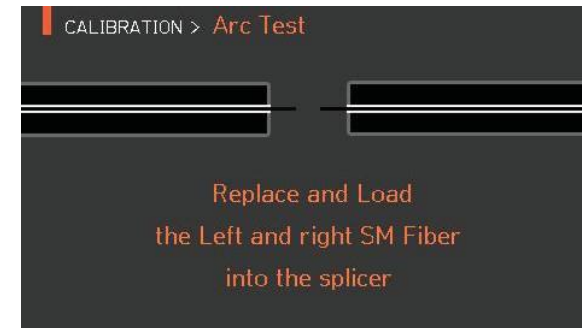 CALIBRATION > Arc Test
Replace and Load
the Left and right SM Fiber
into the splicer